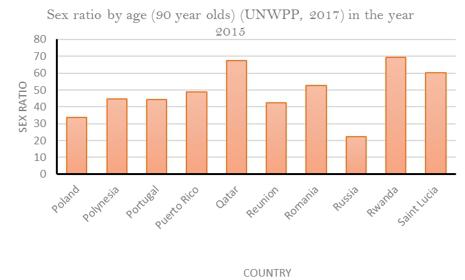 Sex ratio by age (90 year olds) (UNWPP, 2017) in the year
2015
80
70
60
50
40
30
20
10
0
SEX RATIO
Poland
Polynesia
Portugal
Puerto Rico
Qatar
Reunion
Romania
Russia
Rwanda
Saint Lucia
COUNTRY